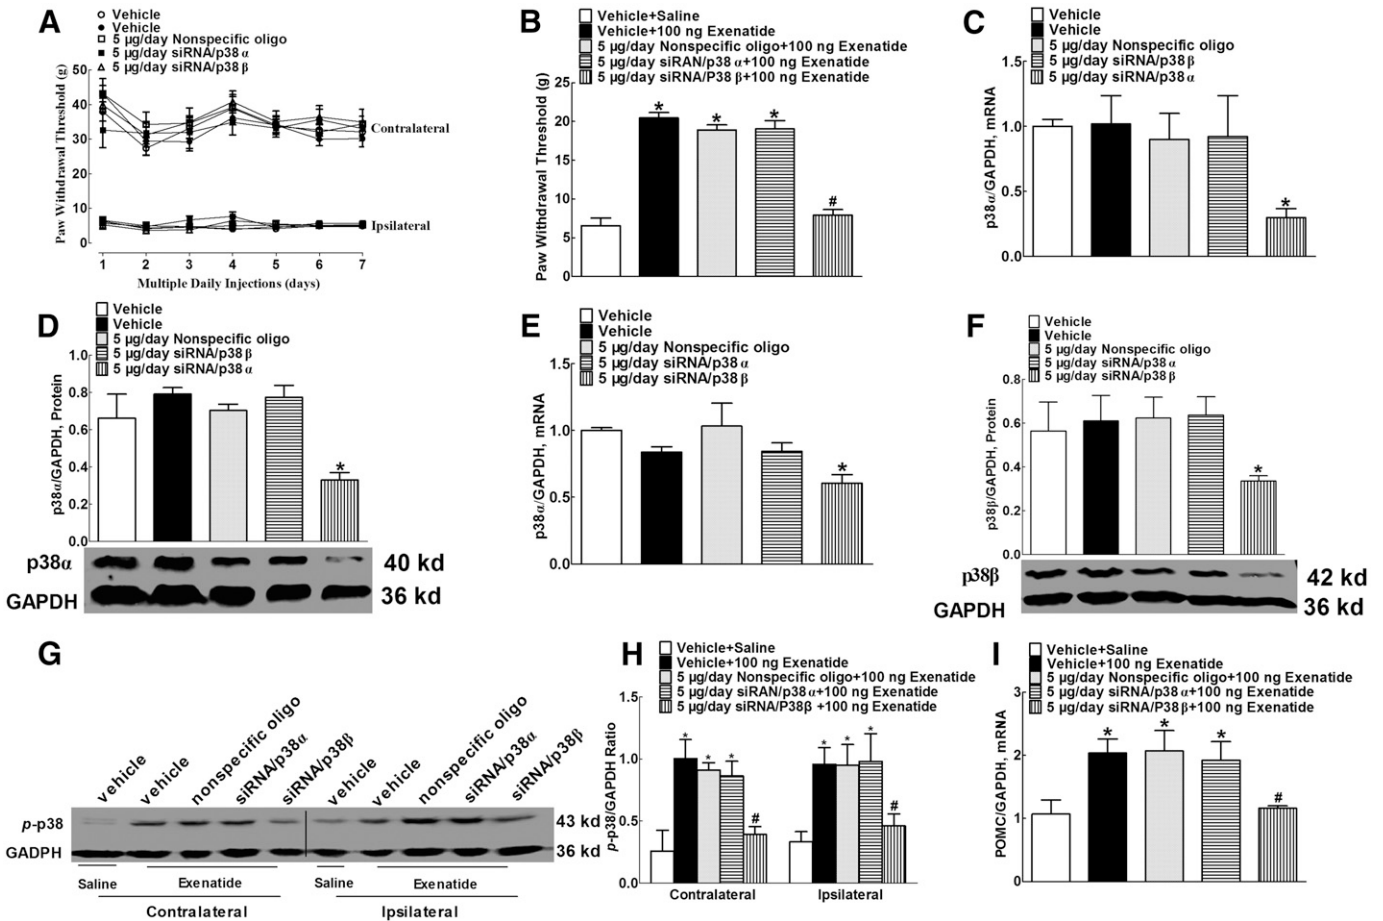 A
Vehicle
Vehicle
5 µg/day Nonspecific oligo
5 µg/day siRNA/p38 α
5 µg/day siRNA/p38 β
Paw Withdrawal Threshold (g)
50
40
30
20
10
0
Contralateral
Ipsilateral
1 2 3 4 5 6 7
Multiple Daily Injections (days)
B
Vehicle+Saline
Vehicle+100 ng Exenatide
5 µg/day Nonspecific oligo+100 ng Exenatide
5 µg/day siRAN/p38 α+100 ng Exenatide
5 µg/day siRNA/P38 β+100 ng Exenatide
Paw Withdrawal Threshold (g)
25
20
15
10
5
0
* * * #
C
Vehicle
Vehicle
5 µg/day Nonspecific oligo
5 µg/day siRNA/p38 β
5 µg/day siRNA/p38 α
p38α/GAPDH, mRNA
1.5
1.0
0.5
0.0
*
D
Vehicle
Vehicle
5 µg/day Nonspecific oligo
5 µg/day siRNA/p38 β
5 µg/day siRNA/p38 α
p38α/GAPDH, Protein
1.0
0.8
0.6
0.4
0.2
0.0
*
p38α 40 kd
GAPDH 36 kd
E
Vehicle
Vehicle
5 µg/day Nonspecific oligo
5 µg/day siRNA/p38 α
5 µg/day siRNA/p38 β
p38α/GAPDH, mRNA
1.5
1.0
0.5
0.0
*
F
Vehicle
Vehicle
5 µg/day Nonspecific oligo
5 µg/day siRNA/p38 α
5 µg/day siRNA/p38 β
p38β/GAPDH, Protein
0.8
0.6
0.4
0.2
0.0
*
p38β 42 kd
GAPDH 36 kd
G
vehicle vehicle nonspecific oligo siRNA/p38α siRNA/p38β vehicle vehicle nonspecific oligo siRNA/p38α siRNA/p38β
p-p38 43 kd
GADPH 36 kd
Saline Exenatide Saline Exenatide
Contralateral Ipsilateral
H
Vehicle+Saline
Vehicle+100 ng Exenatide
5 µg/day Nonspecific oligo+100 ng Exenatide
5 µg/day siRAN/p38 α+100 ng Exenatide
5 µg/day siRNA/P38β +100 ng Exenatide
p-p38/GAPDH Ratio
1.5
1.0
0.5
0.0
* * * # * * * #
Contralateral Ipsilateral
I
Vehicle+Saline
Vehicle+100 ng Exenatide
5 µg/day Nonspecific oligo+100 ng Exenatide
5 µg/day siRNA/p38 α+100 ng Exenatide
5 µg/day siRNA/P38 β+100 ng Exenatide
POMC/GAPDH, mRNA
3
2
1
0
* * * #